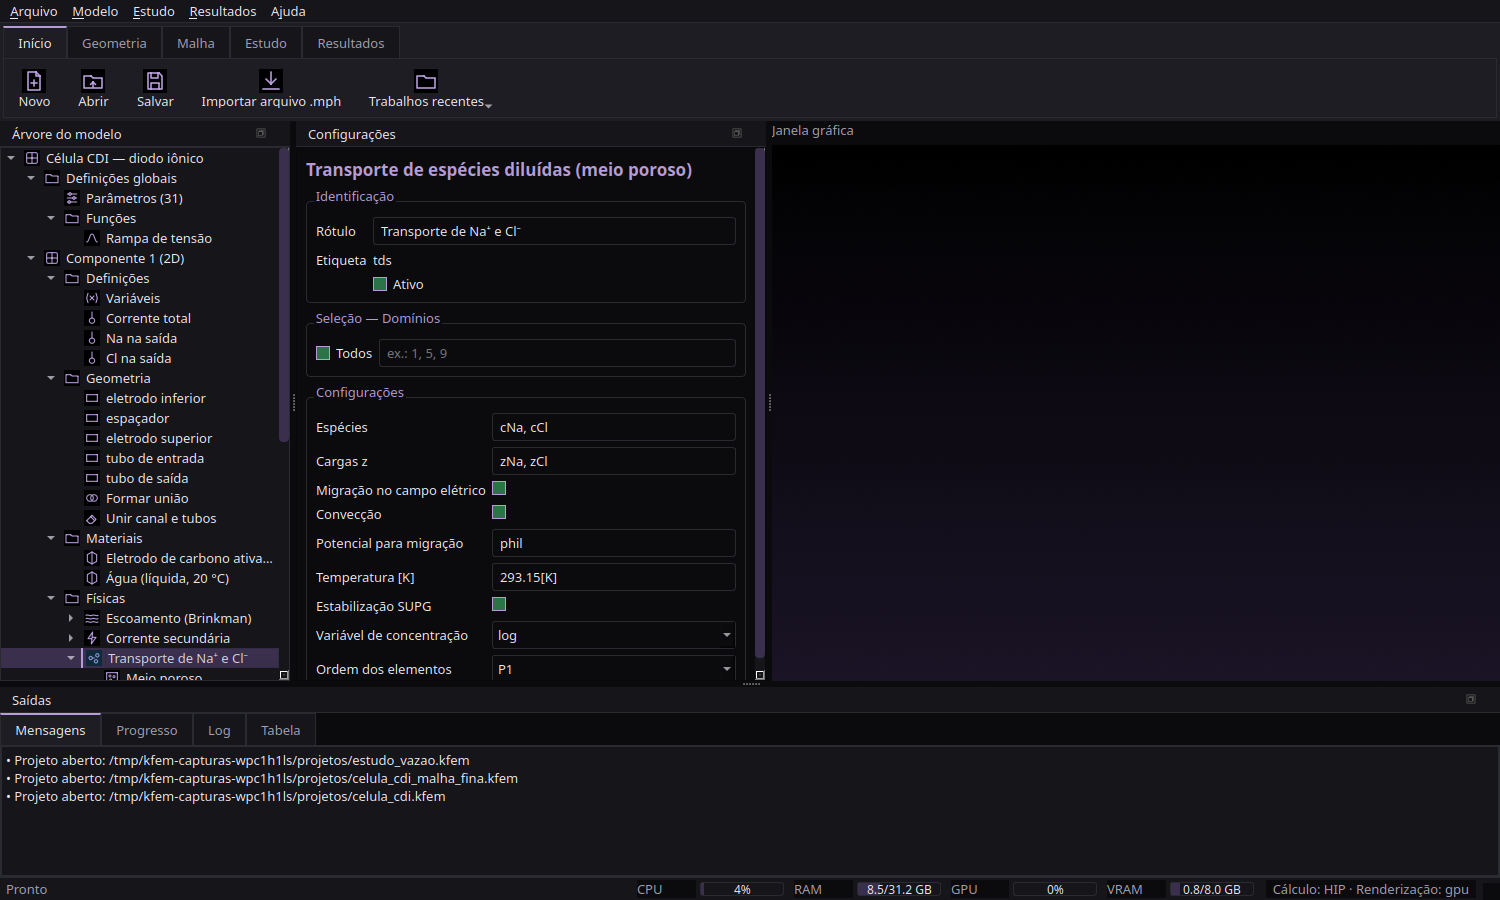 Arquivo Modelo Estudo Resultados Ajuda
Início Geometria Malha Estudo Resultados
Novo Abrir Salvar Importar arquivo .mph Trabalhos recentes
Árvore do modelo
Célula CDI — diodo iônico
Definições globais
Parâmetros (31)
Funções
Rampa de tensão
Componente 1 (2D)
Definições
Variáveis
Corrente total
Na na saída
Cl na saída
Geometria
eletrodo inferior
espaçador
eletrodo superior
tubo de entrada
tubo de saída
Formar união
Unir canal e tubos
Materiais
Eletrodo de carbono ativa...
Água (líquida, 20 °C)
Físicas
Escoamento (Brinkman)
Corrente secundária
Transporte de Na⁺ e Cl⁻
Meio poroso
Configurações
Transporte de espécies diluídas (meio poroso)
Identificação
Rótulo Transporte de Na⁺ e Cl⁻
Etiqueta tds
Ativo
Seleção — Domínios
Todos ex.: 1, 5, 9
Configurações
Espécies cNa, cCl
Cargas z zNa, zCl
Migração no campo elétrico
Convecção
Potencial para migração phil
Temperatura [K] 293.15[K]
Estabilização SUPG
Variável de concentração log
Ordem dos elementos P1
Janela gráfica
Saídas
Mensagens Progresso Log Tabela
• Projeto aberto: /tmp/kfem-capturas-wpc1h1ls/projetos/estudo_vazao.kfem
• Projeto aberto: /tmp/kfem-capturas-wpc1h1ls/projetos/celula_cdi_malha_fina.kfem
• Projeto aberto: /tmp/kfem-capturas-wpc1h1ls/projetos/celula_cdi.kfem
Pronto CPU 4% RAM 8.5/31.2 GB GPU 0% VRAM 0.8/8.0 GB Cálculo: HIP · Renderização: gpu